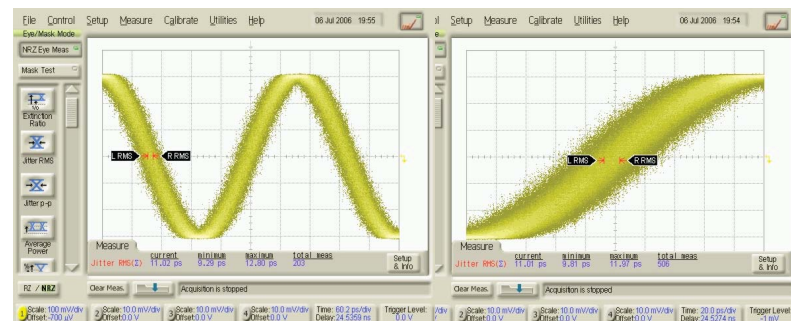 File Control Setup Measure Calibrate Utilities Help 06 Jul 2006 19:55
Eye/Mask Mode
NRZ Eye Meas
Mask Test
Extinction
Ratio
Jitter RMS
Jitter p-p
Average
Power
RZ / NRZ
L RMS R RMS
Measure
current minimum maximum total meas
Jitter RMS(Σ) 11.02 ps 9.29 ps 12.80 ps 203
Setup
& Info
Clear Meas. Acquisition is stopped
1 Scale: 100 mV/div
Offset:-700 µV
2 Scale: 10.0 mV/div
Offset:0.0 V
3 Scale: 10.0 mV/div
Offset:0.0 V
4 Scale: 10.0 mV/div
Offset:0.0 V
Time: 60.2 ps/div
Delay:24.5359 ns
Trigger Level:
0.0 V
Setup Measure Calibrate Utilities Help 06 Jul 2006 19:54
L RMS R RMS
Measure
current minimum maximum total meas
Jitter RMS(Σ) 11.01 ps 9.81 ps 11.97 ps 506
Setup
& Info
Clear Meas. Acquisition is stopped
/div
2 Scale: 10.0 mV/div
Offset:0.0 V
3 Scale: 10.0 mV/div
Offset:0.0 V
4 Scale: 10.0 mV/div
Offset:0.0 V
Time: 20.0 ps/div
Delay:24.5274 ns
Trigger Level:
-1 mV